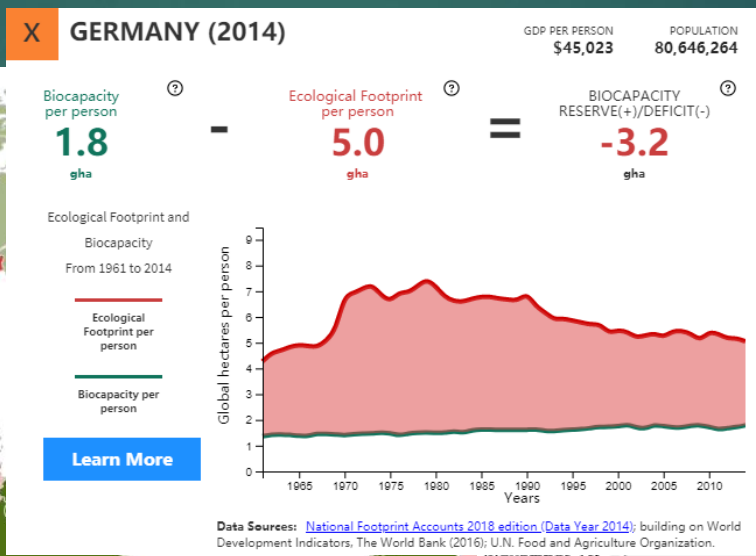 X
GERMANY (2014)
GDP PER PERSON
$45,023
POPULATION
80,646,264
Biocapacity
per person
1.8
gha
?
-
Ecological Footprint
per person
5.0
gha
?
=
BIOCAPACITY
RESERVE(+)/DEFICIT(-)
-3.2
gha
?
Ecological Footprint and
Biocapacity
From 1961 to 2014
Ecological
Footprint per
person
Biocapacity per
person
Learn More
Global hectares per person
9
8
7
6
5
4
3
2
1
0
1965 1970 1975 1980 1985 1990 1995 2000 2005 2010
Years
Data Sources: National Footprint Accounts 2018 edition (Data Year 2014); building on World
Development Indicators, The World Bank (2016); U.N. Food and Agriculture Organization.